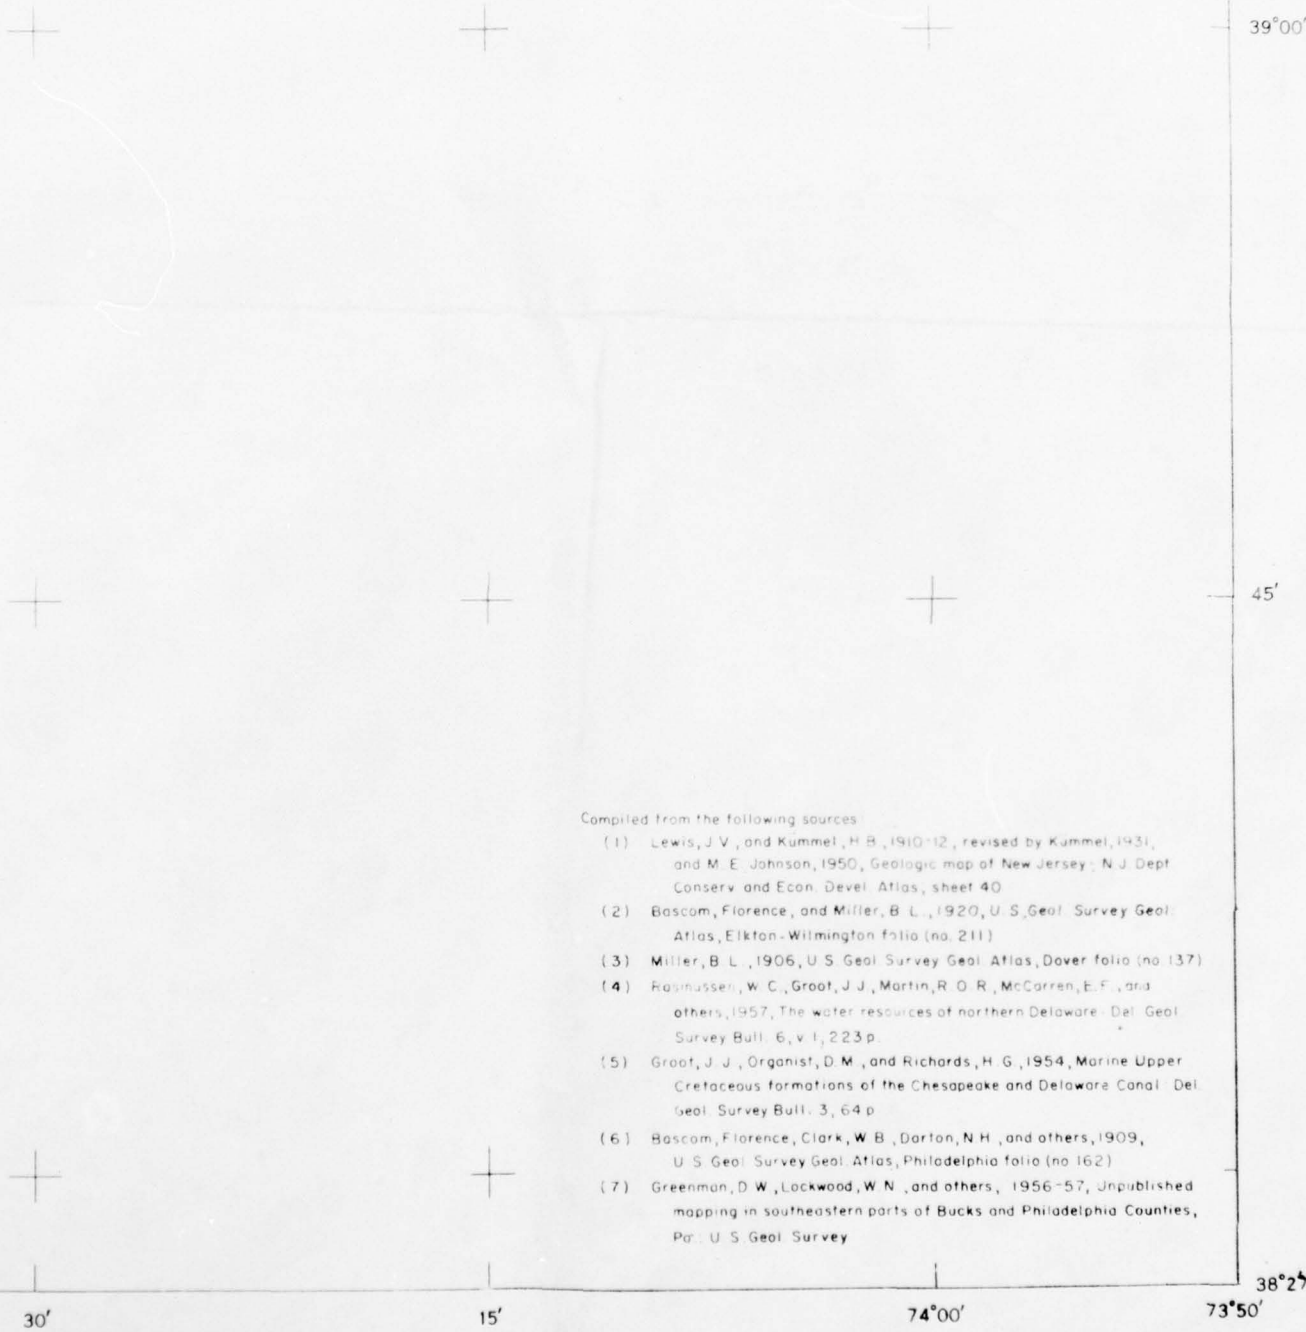 39°00'
45'
Compiled from the following sources
(1) Lewis, J. V., and Kummel, H. B., 1910-12, revised by Kummel, 1931,
and M. E. Johnson, 1950, Geologic map of New Jersey: N. J. Dept.
Conserv. and Econ. Devel. Atlas, sheet 40
(2) Bascom, Florence, and Miller, B. L., 1920, U. S. Geol. Survey Geol.
Atlas, Elkton-Wilmington folio (no. 211)
(3) Miller, B. L., 1906, U. S. Geol. Survey Geol. Atlas, Dover folio (no. 137)
(4) Rasmussen, W. C., Groot, J. J., Martin, R. O. R., McCarren, E. F., and
others, 1957, The water resources of northern Delaware: Del. Geol.
Survey Bull. 6, v. 1, 223 p.
(5) Groot, J. J., Organist, D. M., and Richards, H. G., 1954, Marine Upper
Cretaceous formations of the Chesapeake and Delaware Canal: Del.
Geol. Survey Bull. 3, 64 p.
(6) Bascom, Florence, Clark, W. B., Darton, N. H., and others, 1909,
U. S. Geol. Survey Geol. Atlas, Philadelphia folio (no. 162)
(7) Greenman, D. W., Lockwood, W. N., and others, 1956-57, Unpublished
mapping in southeastern parts of Bucks and Philadelphia Counties,
Pa.: U. S. Geol. Survey
38°27'
30' 15' 74°00' 73°50'